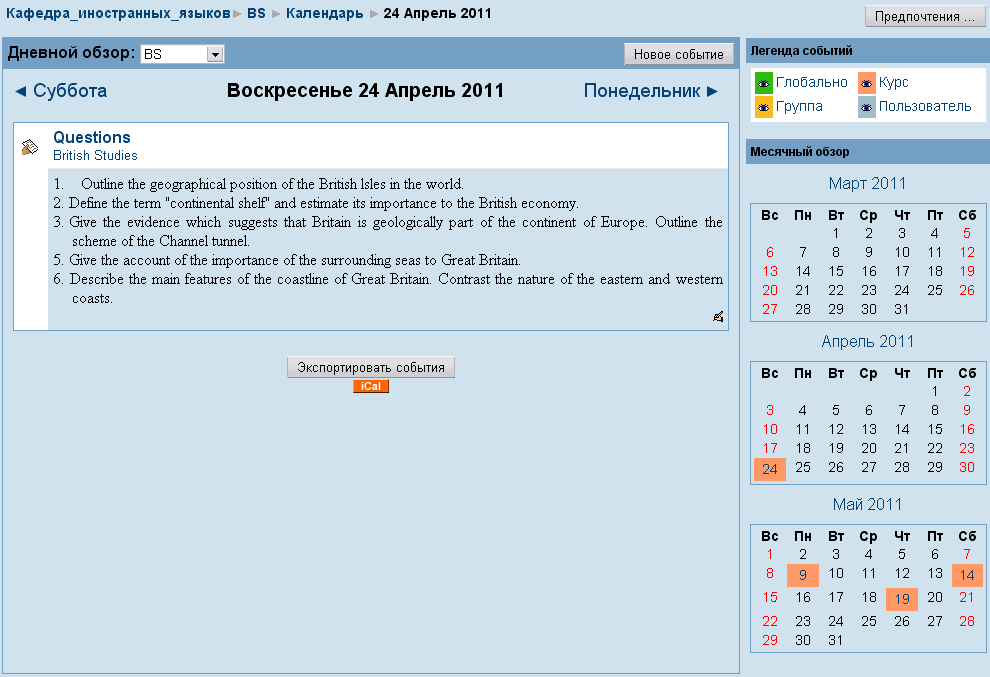 Кафедра_иностранных_языков ► BS ► Календарь ► 24 Апрель 2011
Предпочтения ...
Дневной обзор: BS
Новое событие
◄ Суббота
Воскресенье 24 Апрель 2011
Понедельник ►
Questions
British Studies
1. Outline the geographical position of the British Isles in the world.
2. Define the term "continental shelf" and estimate its importance to the British economy.
3. Give the evidence which suggests that Britain is geologically part of the continent of Europe. Outline the
scheme of the Channel tunnel.
5. Give the account of the importance of the surrounding seas to Great Britain.
6. Describe the main features of the coastline of Great Britain. Contrast the nature of the eastern and western
coasts.
Экспортировать события
iCal
Легенда событий
Глобально Курс
Группа Пользователь
Месячный обзор
Март 2011
Вс Пн Вт Ср Чт Пт Сб
1 2 3 4 5
6 7 8 9 10 11 12
13 14 15 16 17 18 19
20 21 22 23 24 25 26
27 28 29 30 31
Апрель 2011
Вс Пн Вт Ср Чт Пт Сб
1 2
3 4 5 6 7 8 9
10 11 12 13 14 15 16
17 18 19 20 21 22 23
24 25 26 27 28 29 30
Май 2011
Вс Пн Вт Ср Чт Пт Сб
1 2 3 4 5 6 7
8 9 10 11 12 13 14
15 16 17 18 19 20 21
22 23 24 25 26 27 28
29 30 31